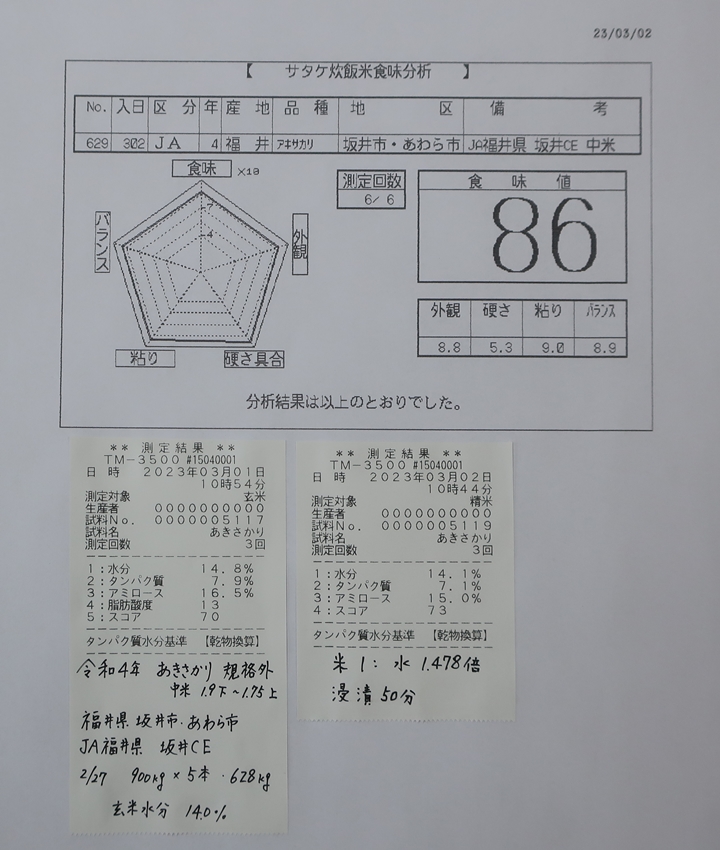 23/03/02
【 サタケ炊飯米食味分析 】
No. 入日 区分 年 産地 品種 地区 備考
629 302 JA 4 福井 アキサカリ 坂井市・あわら市 JA福井県 坂井CE 中米
食味 ×10
7
4
外観
硬さ具合
粘り
バランス
測定回数
6/ 6
食味値
86
外観 硬さ 粘り バランス
8.8 5.3 9.0 8.9
分析結果は以上のとおりでした。
** 測定結果 **
TM-3500 #15040001
日時 2023年03月01日
10時54分
測定対象 玄米
生産者 0000000000
試料No. 0000005117
試料名 あきさかり
測定回数 3回
1:水分 14.8%
2:タンパク質 7.9%
3:アミロース 16.5%
4:脂肪酸度 13
5:スコア 70
タンパク質水分基準 【乾物換算】
令和4年 あきさかり 規格外
中米 1.9下~1.75上
福井県 坂井市・あわら市
JA福井県 坂井CE
2/27 900kg×5本・628kg
玄米水分 14.0%
** 測定結果 **
TM-3500 #15040001
日時 2023年03月02日
10時44分
測定対象 精米
生産者 0000000000
試料No. 0000005119
試料名 あきさかり
測定回数 3回
1:水分 14.1%
2:タンパク質 7.1%
3:アミロース 15.0%
4:スコア 73
タンパク質水分基準 【乾物換算】
米1:水1.478倍
浸漬50分